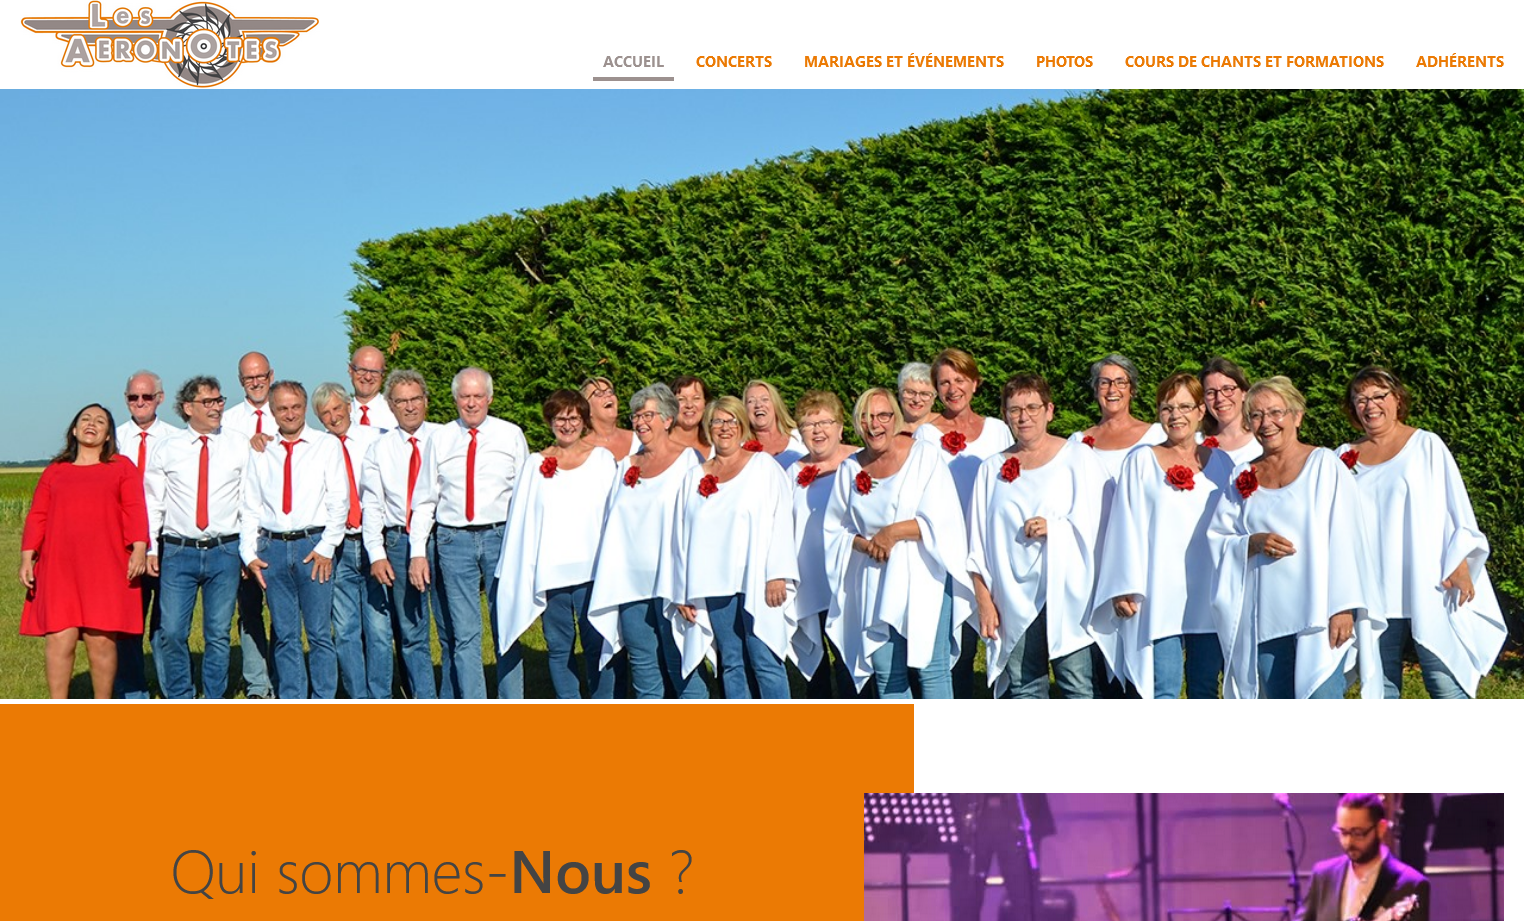 Les
AERONOTES
ACCUEIL CONCERTS MARIAGES ET ÉVÉNEMENTS PHOTOS COURS DE CHANTS ET FORMATIONS ADHÉRENTS
Qui sommes-Nous ?